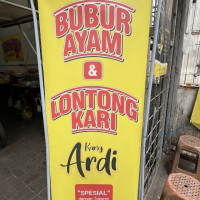 BUBUR
AYAM
&
LONTONG
KARI
Kang
Ardi
"SPESIAL"